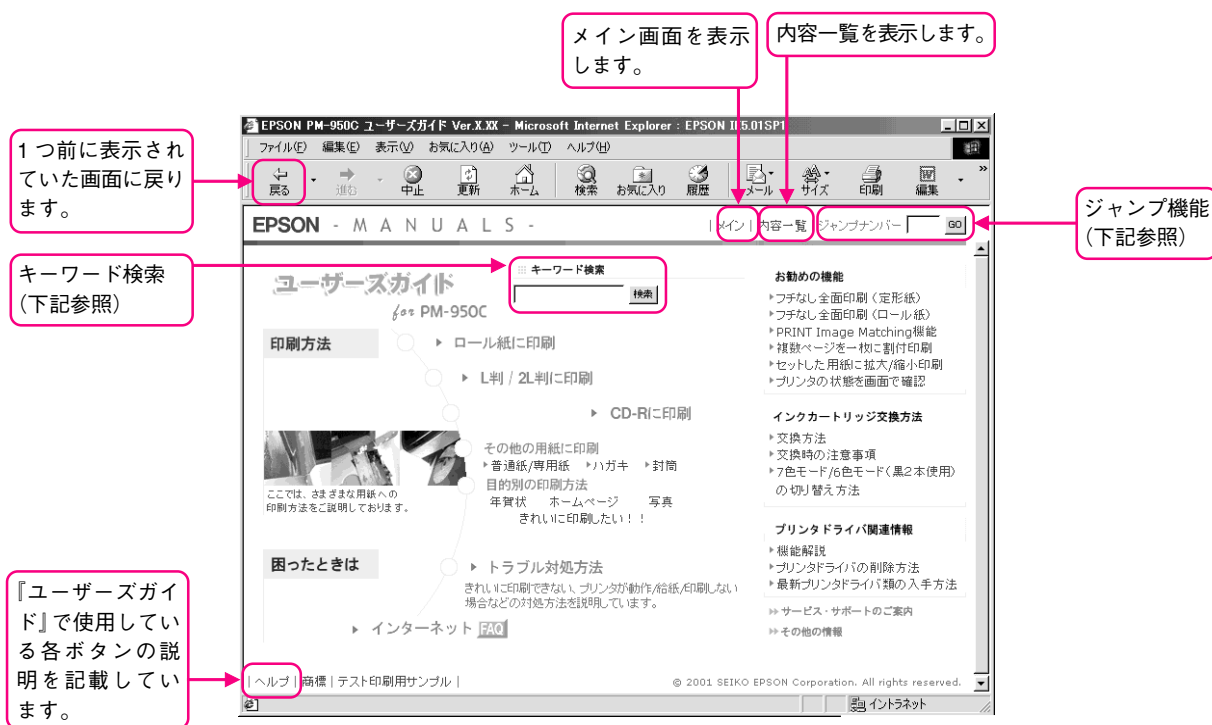 メイン画面を表示
します。
内容一覧を表示します。
1つ前に表示され
ていた画面に戻り
ます。
EPSON PM-950C ユーザーズガイド Ver.X.XX - Microsoft Internet Explorer : EPSON IE5.01SP1
ファイル(F) 編集(E) 表示(V) お気に入り(A) ツール(T) ヘルプ(H)
戻る 進む 中止 更新 ホーム 検索 お気に入り 履歴 メール サイズ 印刷 編集 »
EPSON - M A N U A L S -
| メイン | 内容一覧 | ジャンプナンバー GO
ジャンプ機能
(下記参照)
キーワード検索
(下記参照)
ユーザーズガイド
for PM-950C
キーワード検索
検索
印刷方法
ロール紙に印刷
L判 / 2L判に印刷
CD-Rに印刷
その他の用紙に印刷
普通紙/専用紙 ハガキ 封筒
目的別の印刷方法
年賀状 ホームページ 写真
きれいに印刷したい!!
ここでは、さまざまな用紙への
印刷方法をご説明しております。
お勧めの機能
フチなし全面印刷(定形紙)
フチなし全面印刷(ロール紙)
PRINT Image Matching機能
複数ページを一枚に割付印刷
セットした用紙に拡大/縮小印刷
プリンタの状態を画面で確認
インクカートリッジ交換方法
交換方法
交換時の注意事項
7色モード/6色モード(黒2本使用)
の切り替え方法
プリンタドライバ関連情報
機能解説
プリンタドライバの削除方法
最新プリンタドライバ類の入手方法
サービス・サポートのご案内
その他の情報
困ったときは
トラブル対処方法
きれいに印刷できない、プリンタが動作/給紙/印刷しない
場合などの対処方法を説明しています。
インターネット FAQ
『ユーザーズガイ
ド』で使用してい
る各ボタンの説
明を記載してい
ます。
| ヘルプ | 商標 | テスト印刷用サンプル |
© 2001 SEIKO EPSON Corporation. All rights reserved.
イントラネット